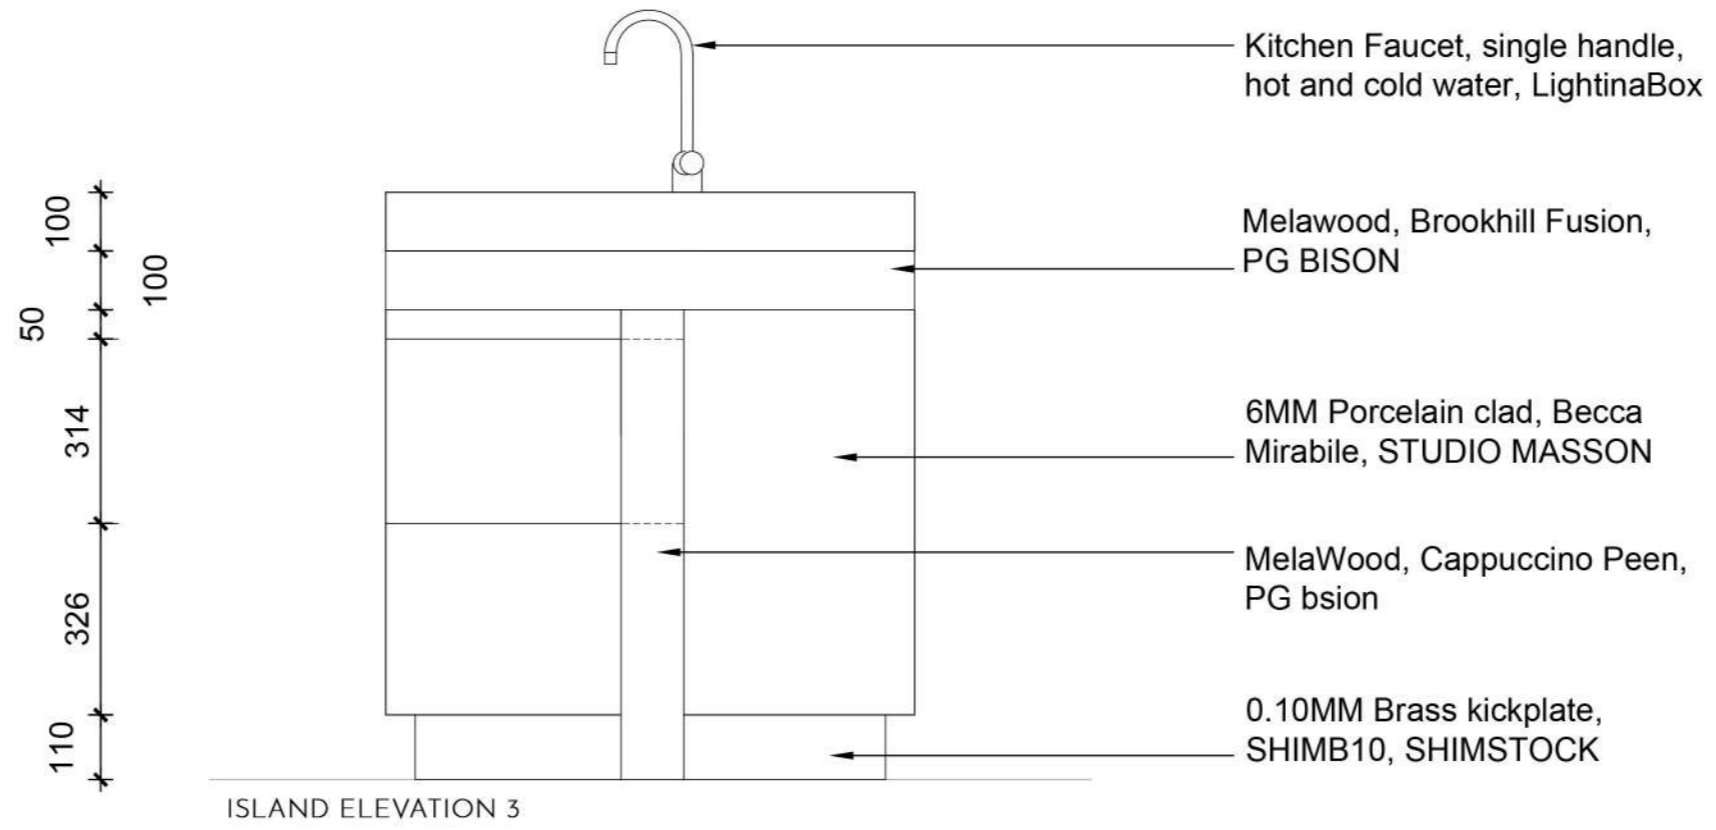 Kitchen Faucet, single handle,
hot and cold water, LightinaBox
100
Melawood, Brookhill Fusion,
PG BISON
100
50
314
6MM Porcelain clad, Becca
Mirabile, STUDIO MASSON
MelaWood, Cappuccino Peen,
PG bsion
326
110
0.10MM Brass kickplate,
SHIMB10, SHIMSTOCK
ISLAND ELEVATION 3